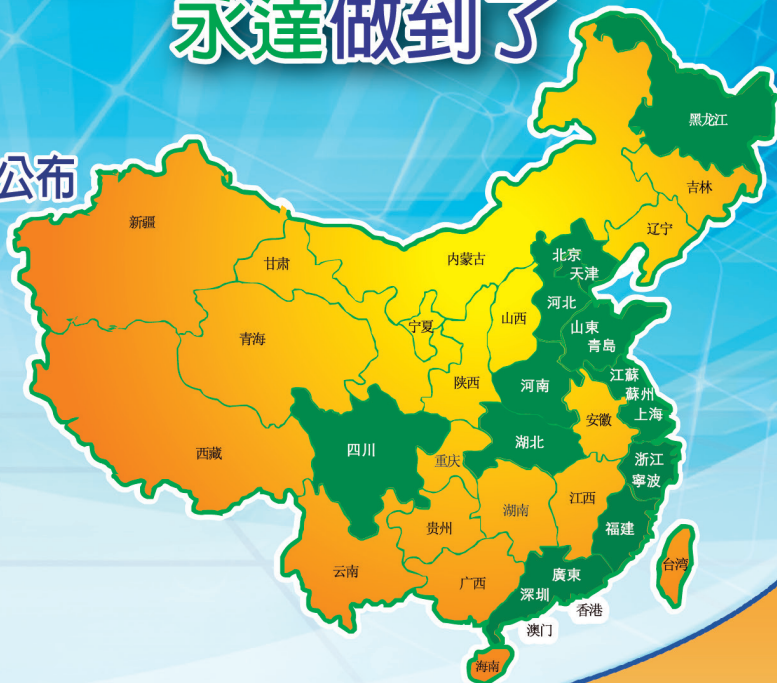 永達做到了
公布
黑龙江
吉林
辽宁
新疆
甘肃
内蒙古
北京
天津
河北
山西
宁夏
青海
山東
青島
陕西
河南
江蘇
蘇州
上海
安徽
四川
湖北
西藏
重庆
浙江
寧波
江西
湖南
贵州
福建
云南
广西
廣東
深圳
台湾
香港
澳门
海南